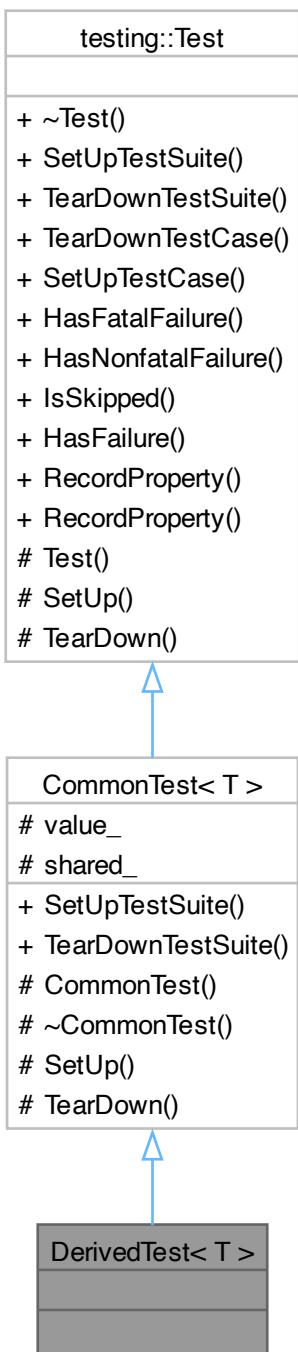 testing::Test
+ ~Test()
+ SetUpTestSuite()
+ TearDownTestSuite()
+ TearDownTestCase()
+ SetUpTestCase()
+ HasFatalFailure()
+ HasNonfatalFailure()
+ IsSkipped()
+ HasFailure()
+ RecordProperty()
+ RecordProperty()
# Test()
# SetUp()
# TearDown()
CommonTest< T >
# value_
# shared_
+ SetUpTestSuite()
+ TearDownTestSuite()
# CommonTest()
# ~CommonTest()
# SetUp()
# TearDown()
DerivedTest< T >